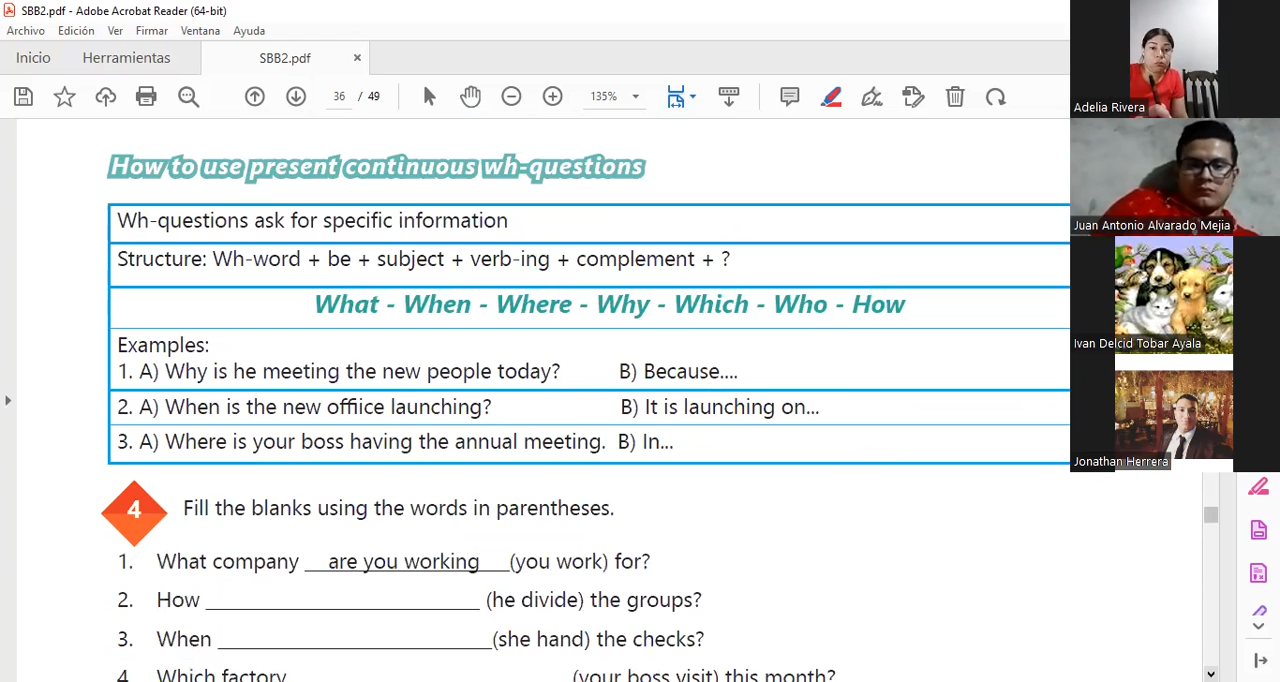 SBB2.pdf - Adobe Acrobat Reader (64-bit)
Archivo Edición Ver Firmar Ventana Ayuda
Inicio Herramientas SBB2.pdf ×
36 / 49 135%
How to use present continuous wh-questions
Wh-questions ask for specific information
Structure: Wh-word + be + subject + verb-ing + complement + ?
What - When - Where - Why - Which - Who - How
Examples:
1. A) Why is he meeting the new people today? B) Because....
2. A) When is the new offiice launching? B) It is launching on...
3. A) Where is your boss having the annual meeting. B) In...
4 Fill the blanks using the words in parentheses.
1. What company __are you working___(you work) for?
2. How _________________________ (he divide) the groups?
3. When _________________________(she hand) the checks?
4. Which factory (your boss visit) this month?
Adelia Rivera
Juan Antonio Alvarado Mejia
Ivan Delcid Tobar Ayala
Jonathan Herrera